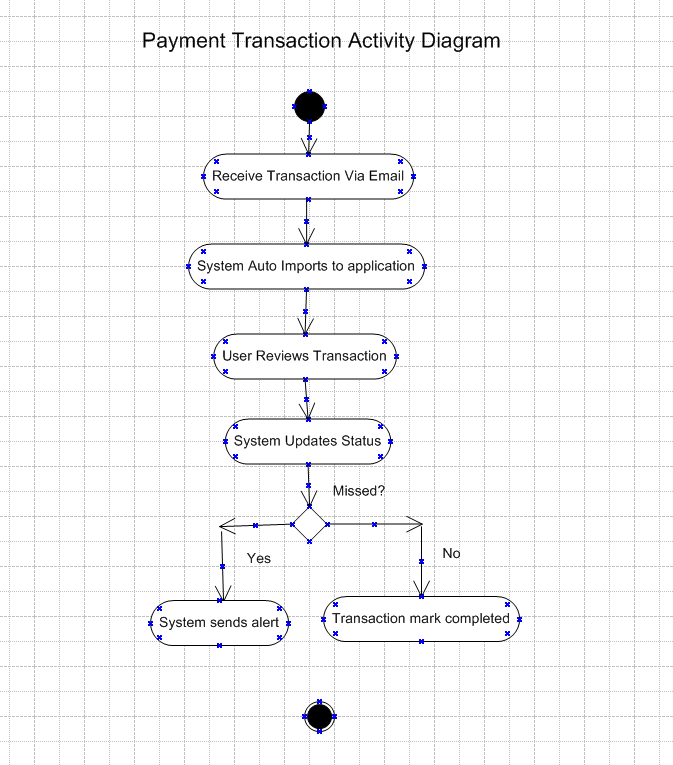 Payment Transaction Activity Diagram
Receive Transaction Via Email
System Auto Imports to application
User Reviews Transaction
System Updates Status
Missed?
Yes
No
System sends alert
Transaction mark completed